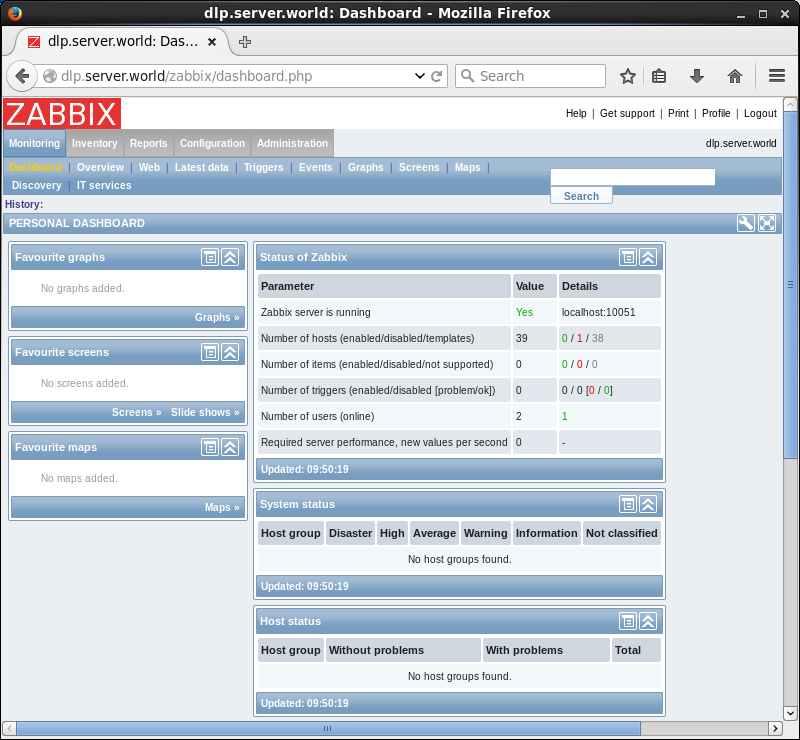 dlp.server.world: Dashboard - Mozilla Firefox
dlp.server.world: Das...
dlp.server.world/zabbix/dashboard.php
Search
ZABBIX
Help | Get support | Print | Profile | Logout
Monitoring Inventory Reports Configuration Administration
dlp.server.world
Dashboard | Overview | Web | Latest data | Triggers | Events | Graphs | Screens | Maps |
Discovery | IT services
Search
History:
PERSONAL DASHBOARD
Favourite graphs
No graphs added.
Graphs »
Favourite screens
No screens added.
Screens » Slide shows »
Favourite maps
No maps added.
Maps »
Status of Zabbix
Parameter Value Details
Zabbix server is running Yes localhost:10051
Number of hosts (enabled/disabled/templates) 39 0 / 1 / 38
Number of items (enabled/disabled/not supported) 0 0 / 0 / 0
Number of triggers (enabled/disabled [problem/ok]) 0 0 / 0 [0 / 0]
Number of users (online) 2 1
Required server performance, new values per second 0 -
Updated: 09:50:19
System status
Host group Disaster High Average Warning Information Not classified
No host groups found.
Updated: 09:50:19
Host status
Host group Without problems With problems Total
No host groups found.
Updated: 09:50:19